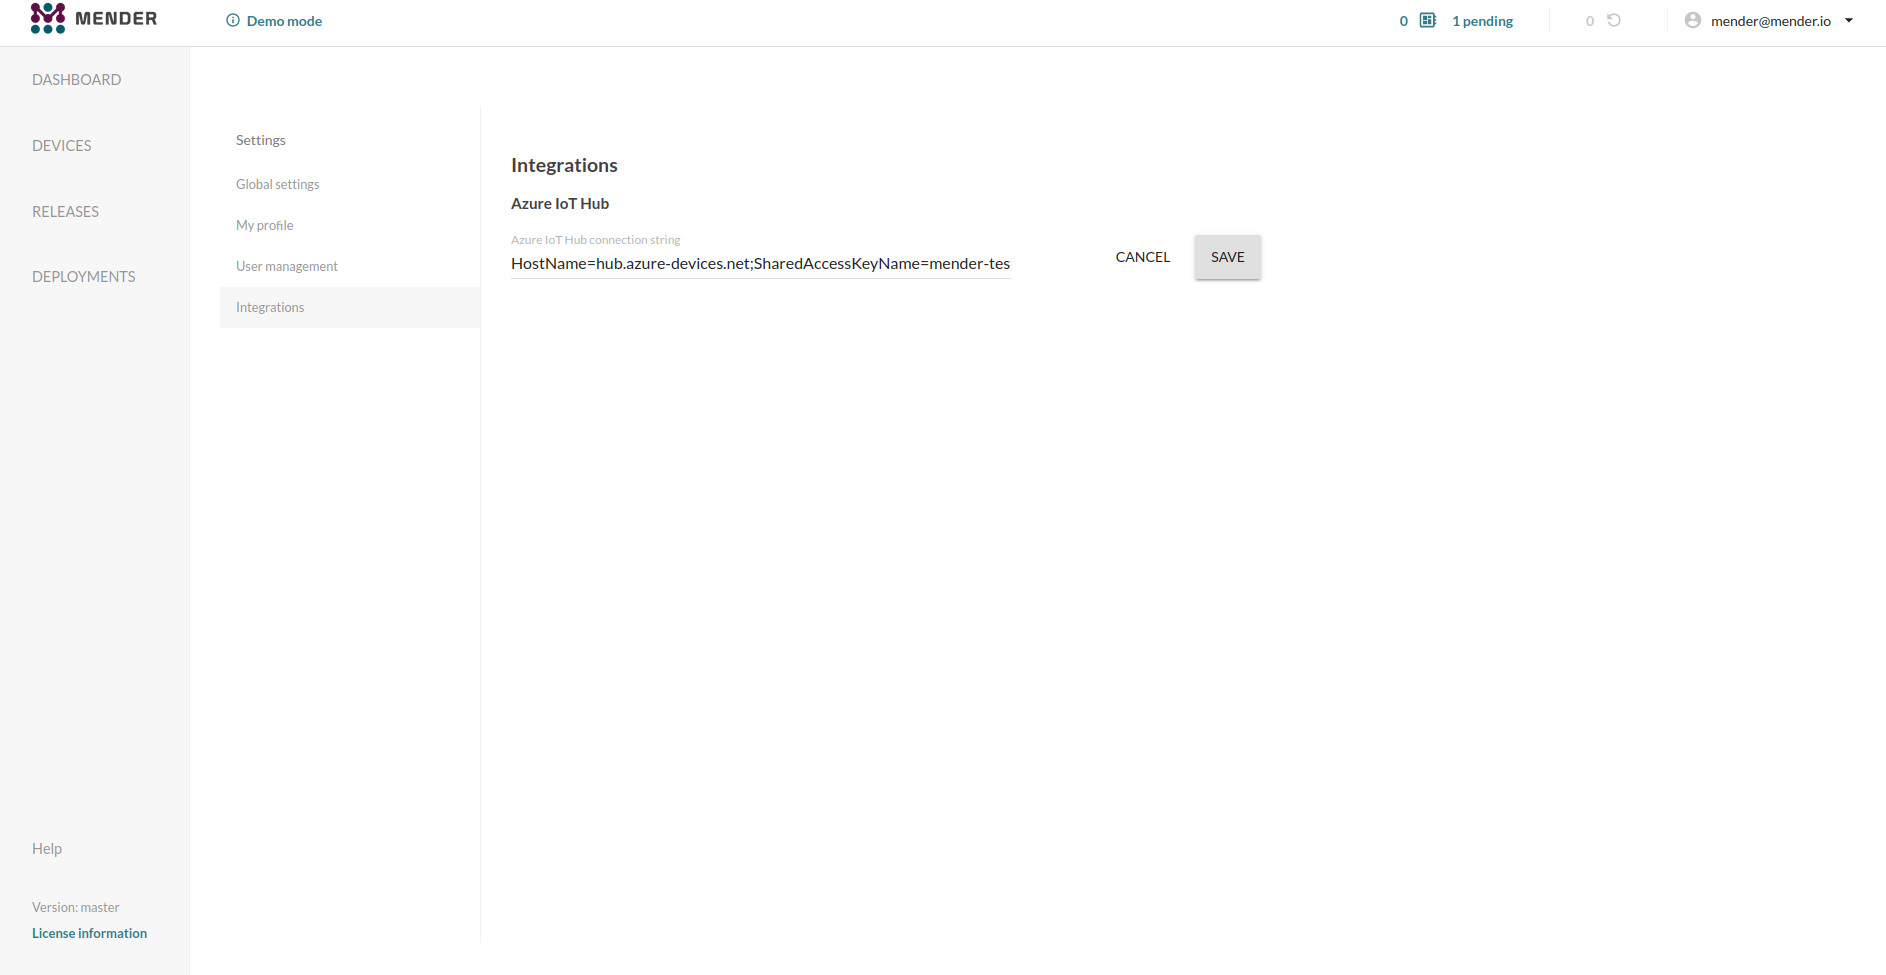 MENDER
Demo mode
0 1 pending
0
mender@mender.io
DASHBOARD
DEVICES
RELEASES
DEPLOYMENTS
Help
Version: master
License information
Settings
Global settings
My profile
User management
Integrations
Integrations
Azure IoT Hub
Azure IoT Hub connection string
HostName=hub.azure-devices.net;SharedAccessKeyName=mender-tes
CANCEL
SAVE